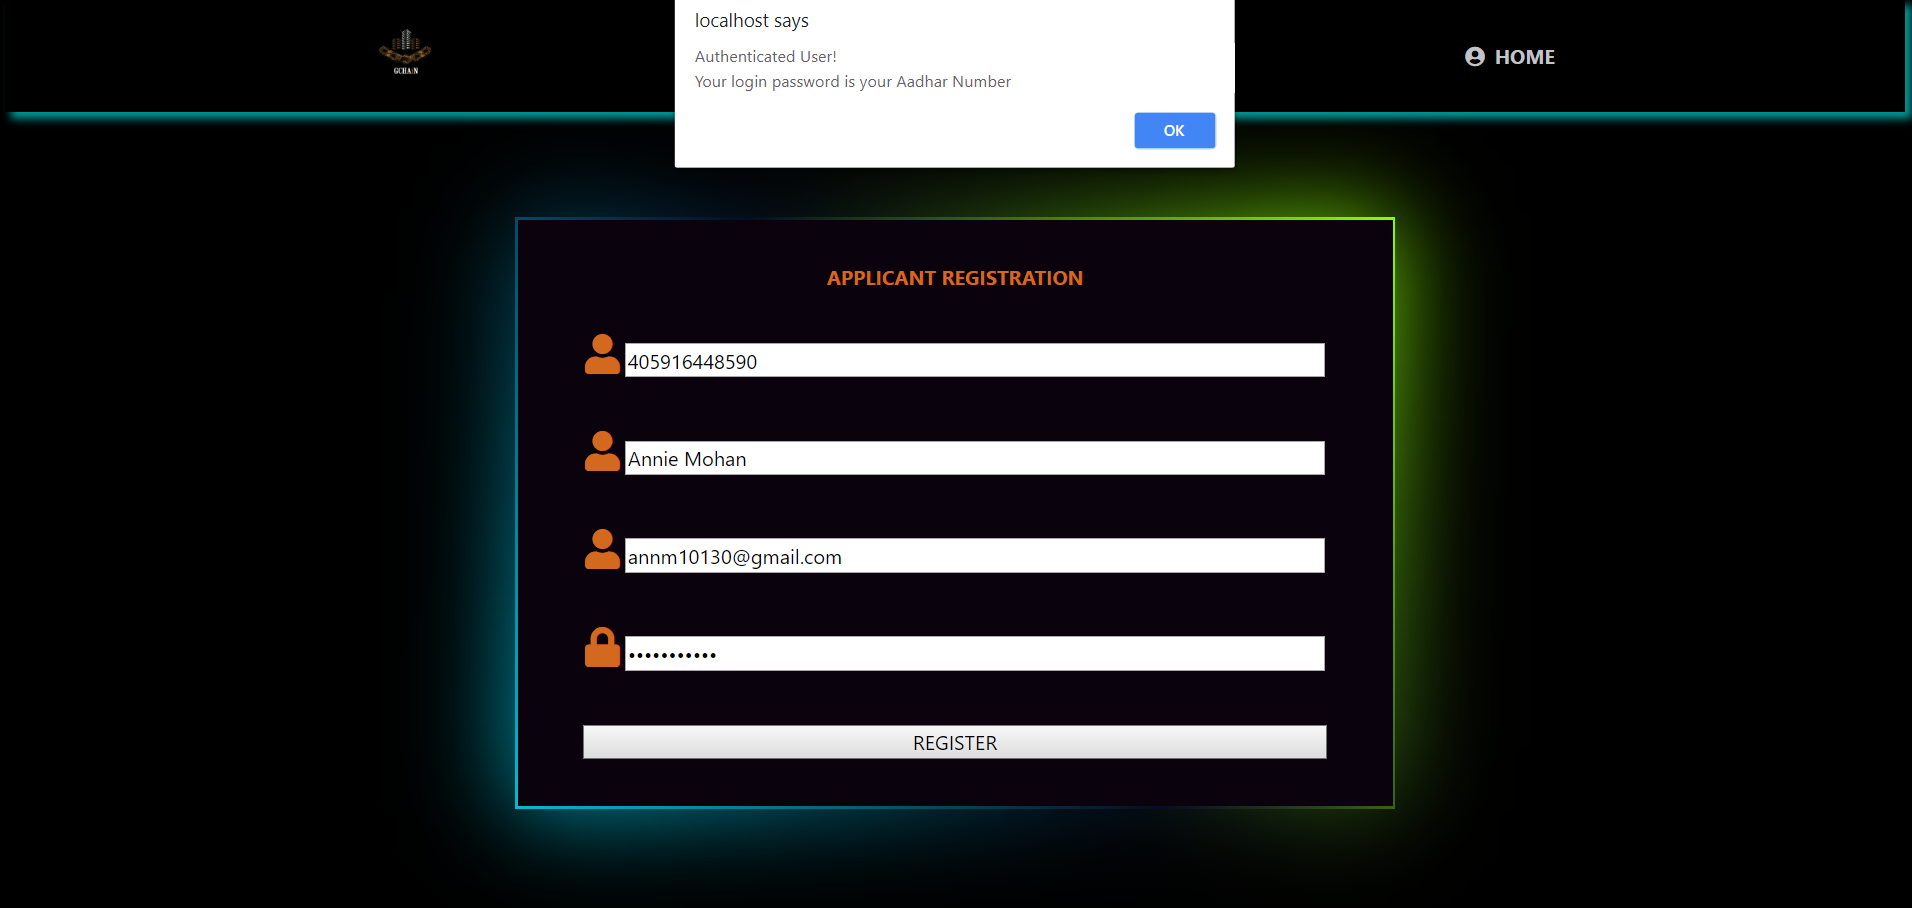 localhost says
Authenticated User!
Your login password is your Aadhar Number
OK
GCHAIN
HOME
APPLICANT REGISTRATION
405916448590
Annie Mohan
annm10130@gmail.com
•••••••••••
REGISTER